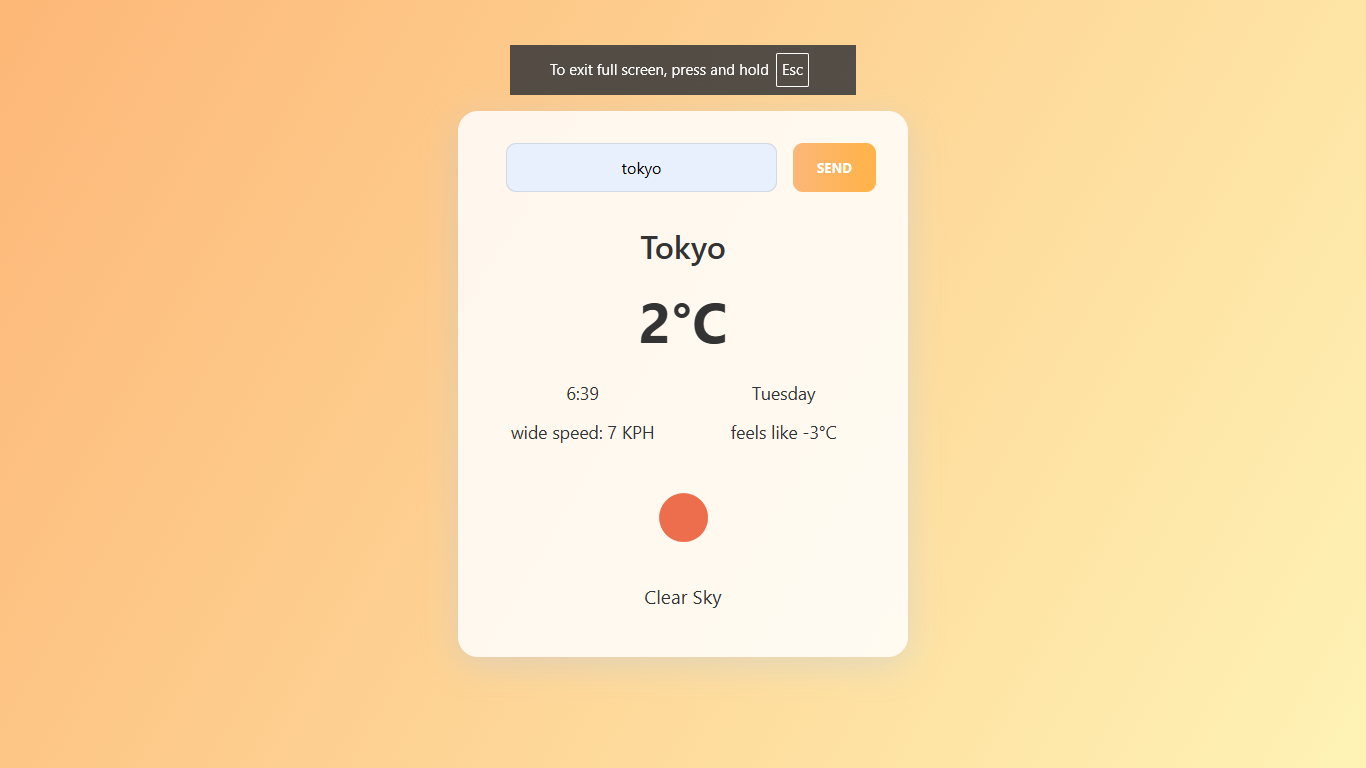 To exit full screen, press and hold Esc
tokyo
SEND
Tokyo
2°C
6:39
Tuesday
wide speed: 7 KPH
feels like -3°C
Clear Sky